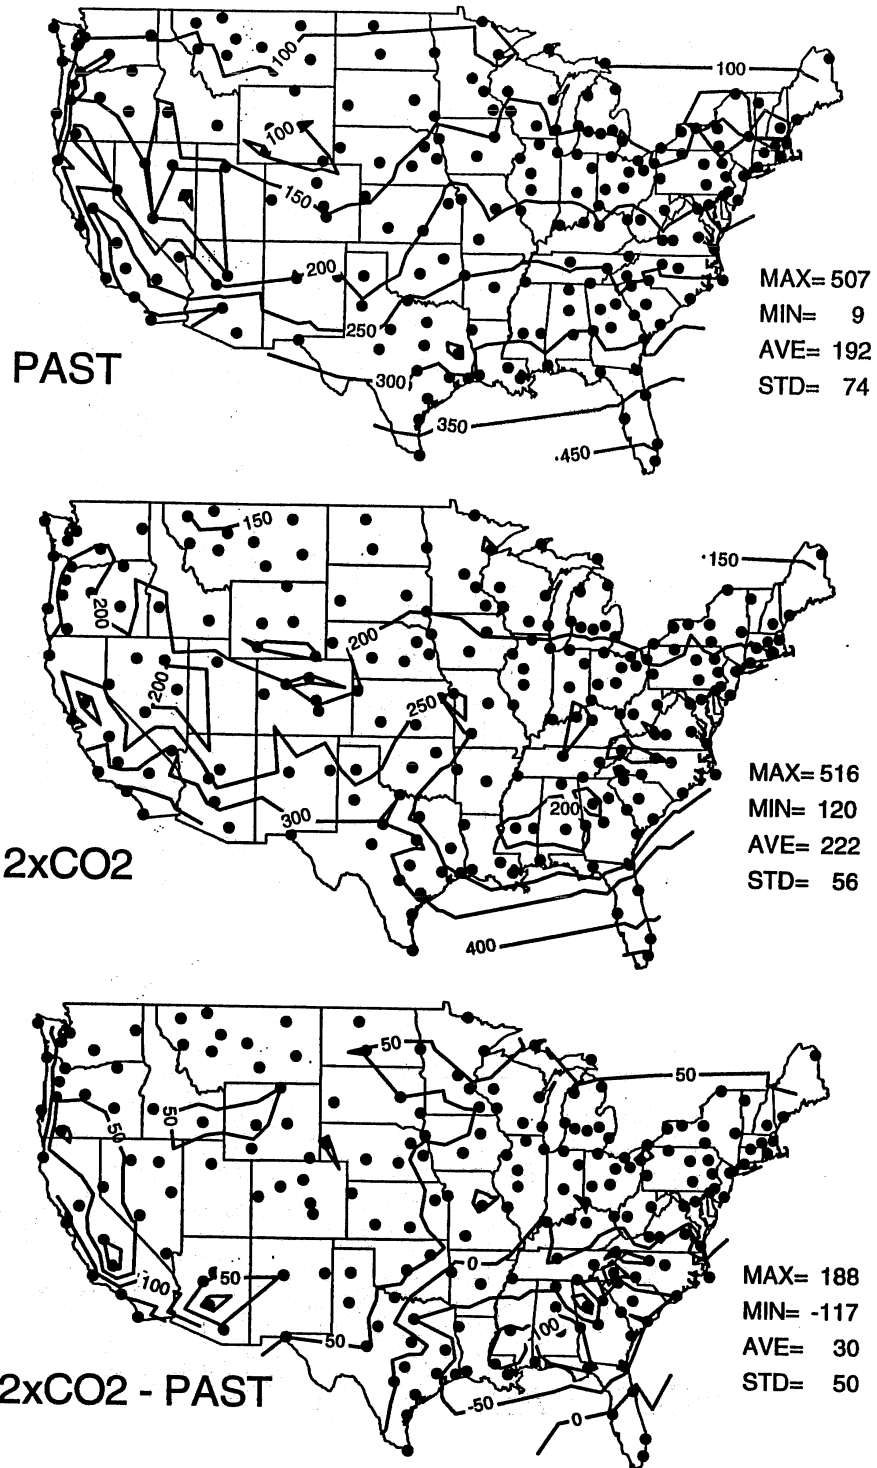 100
100
100
150
200
250
300
350
.450
PAST
MAX= 507
MIN= 9
AVE= 192
STD= 74
150
.150
200
200
200
250
300
200
400
2xCO2
MAX= 516
MIN= 120
AVE= 222
STD= 56
50
50
50
50
0
100
50
50
-100
-50
0
2xCO2 - PAST
MAX= 188
MIN= -117
AVE= 30
STD= 50